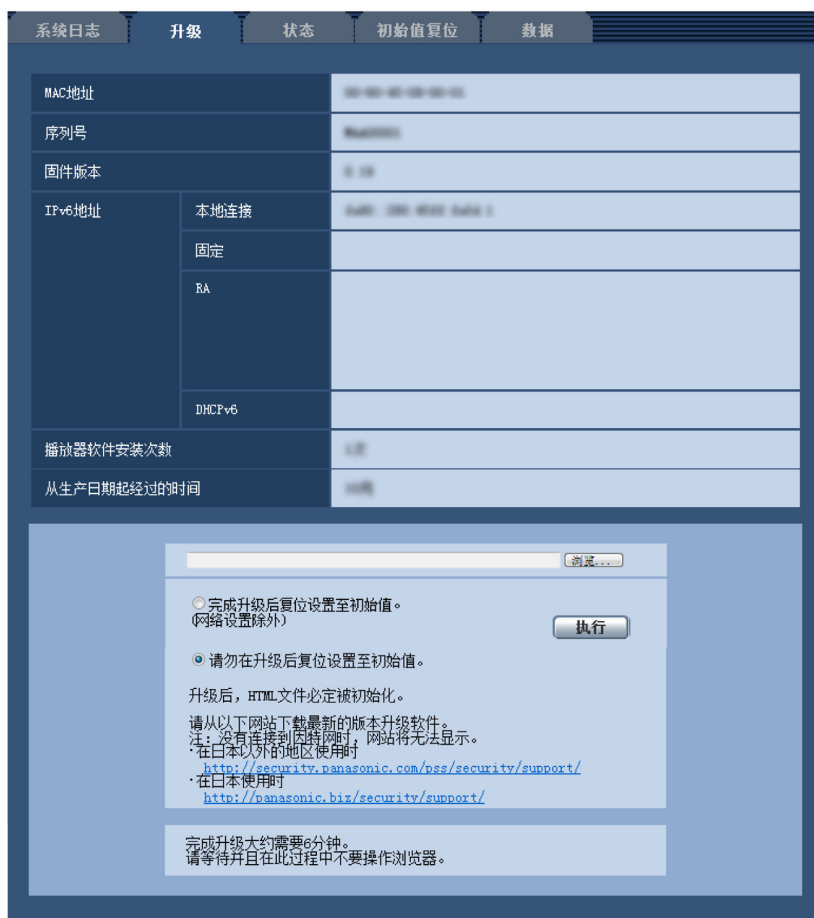 系统日志 升级 状态 初始值复位 数据
MAC地址
序列号
固件版本
IPv6地址 本地连接
固定
RA
DHCPv6
播放器软件安装次数
从生产日期起经过的时间
浏览...
完成升级后复位设置至初始值。
(网络设置除外)
执行
请勿在升级后复位设置至初始值。
升级后，HTML文件必定被初始化。
请从以下网站下载最新的版本升级软件。
注：没有连接到因特网时，网站将无法显示。
·在日本以外的地区使用时
http://security.panasonic.com/pss/security/support/
·在日本使用时
http://panasonic.biz/security/support/
完成升级大约需要6分钟。
请等待并且在此过程中不要操作浏览器。